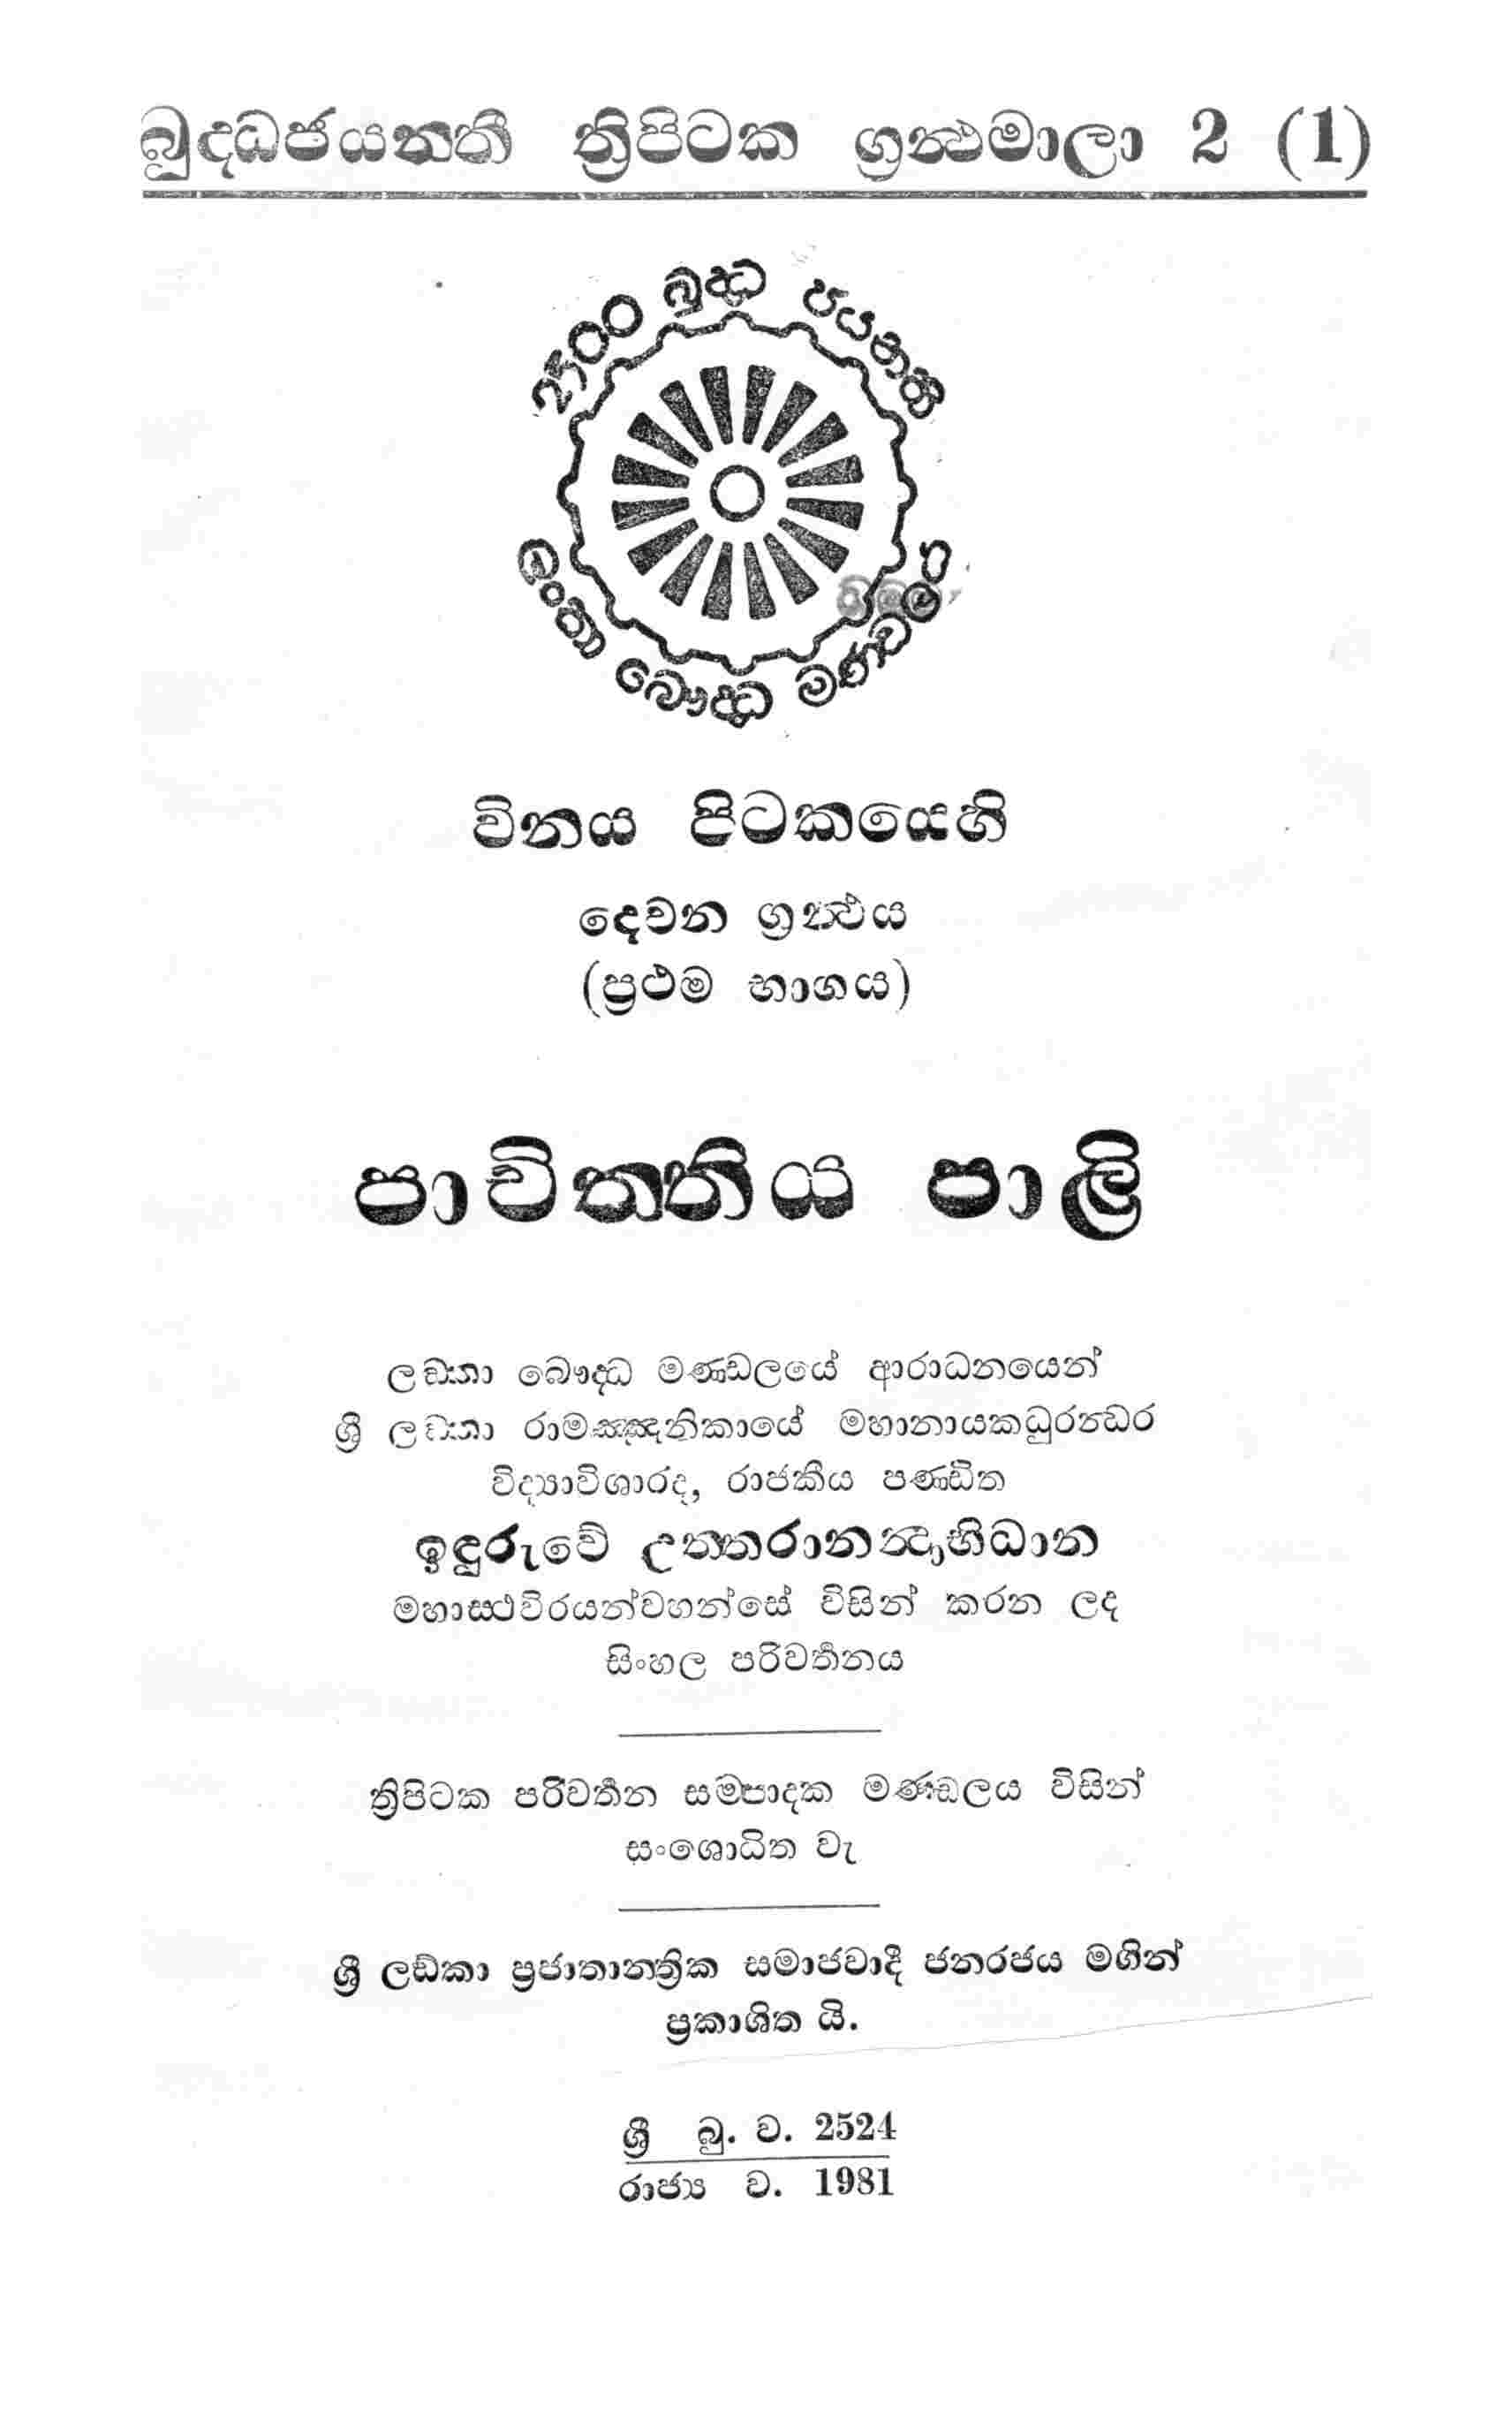 බුද්ධජයන්තී ත්‍රිපිටක ග්‍රන්ථමාලා 2 (1)
2500 බුද්ධ ජයන්ති
ලංකා බෞද්ධ මණ්ඩලය
විනය පිටකයෙහි
දෙවන ග්‍රන්ථය
(ප්‍රථම භාගය)
පාචිත්තිය පාලි
ලඞ්කා බෞද්ධ මණ්ඩලයේ ආරාධනයෙන්
ශ්‍රී ලඞ්කා රාමඤ්ඤනිකායේ මහානායකධුරන්ධර
විද්‍යාවිශාරද, රාජකීය පණ්ඩිත
ඉඳුරුවේ උත්තරානන්දාභිධාන
මහාස්ථවිරයන්වහන්සේ විසින් කරන ලද
සිංහල පරිවර්තනය
ත්‍රිපිටක පරිවර්තන සම්පාදක මණ්ඩලය විසින්
සංශොධිත වැ
ශ්‍රී ලඞ්කා ප්‍රජාතාන්ත්‍රික සමාජවාදී ජනරජය මගින්
ප්‍රකාශිත යි.
ශ්‍රී බු. ව. 2524
රාජ්‍ය ව. 1981